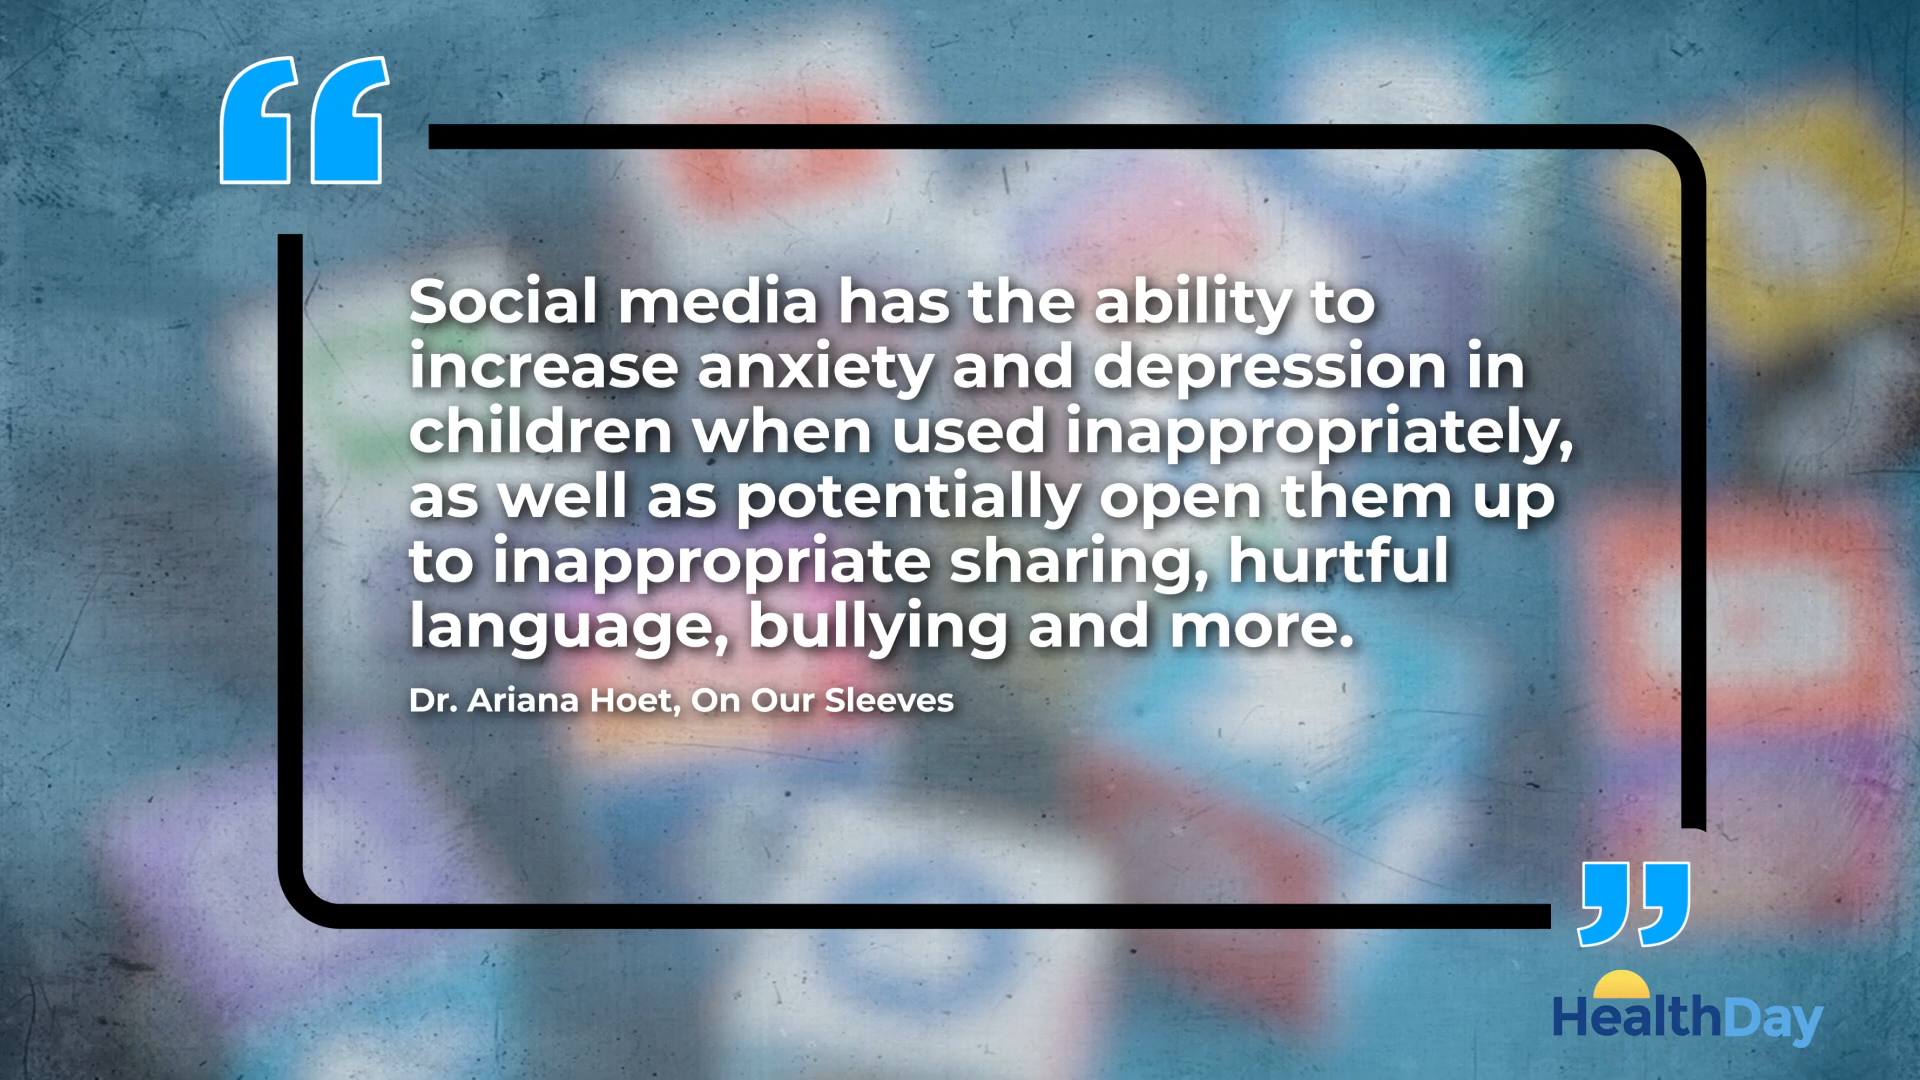 “
Social media has the ability to
increase anxiety and depression in
children when used inappropriately,
as well as potentially open them up
to inappropriate sharing, hurtful
language, bullying and more.
Dr. Ariana Hoet, On Our Sleeves
”
HealthDay